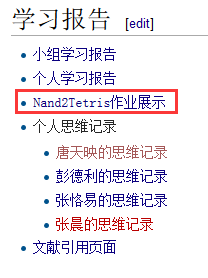 学习报告 [edit]
小组学习报告
个人学习报告
Nand2Tetris作业展示
个人思维记录
唐天映的思维记录
彭德利的思维记录
张恪易的思维记录
张晨的思维记录
文献引用页面